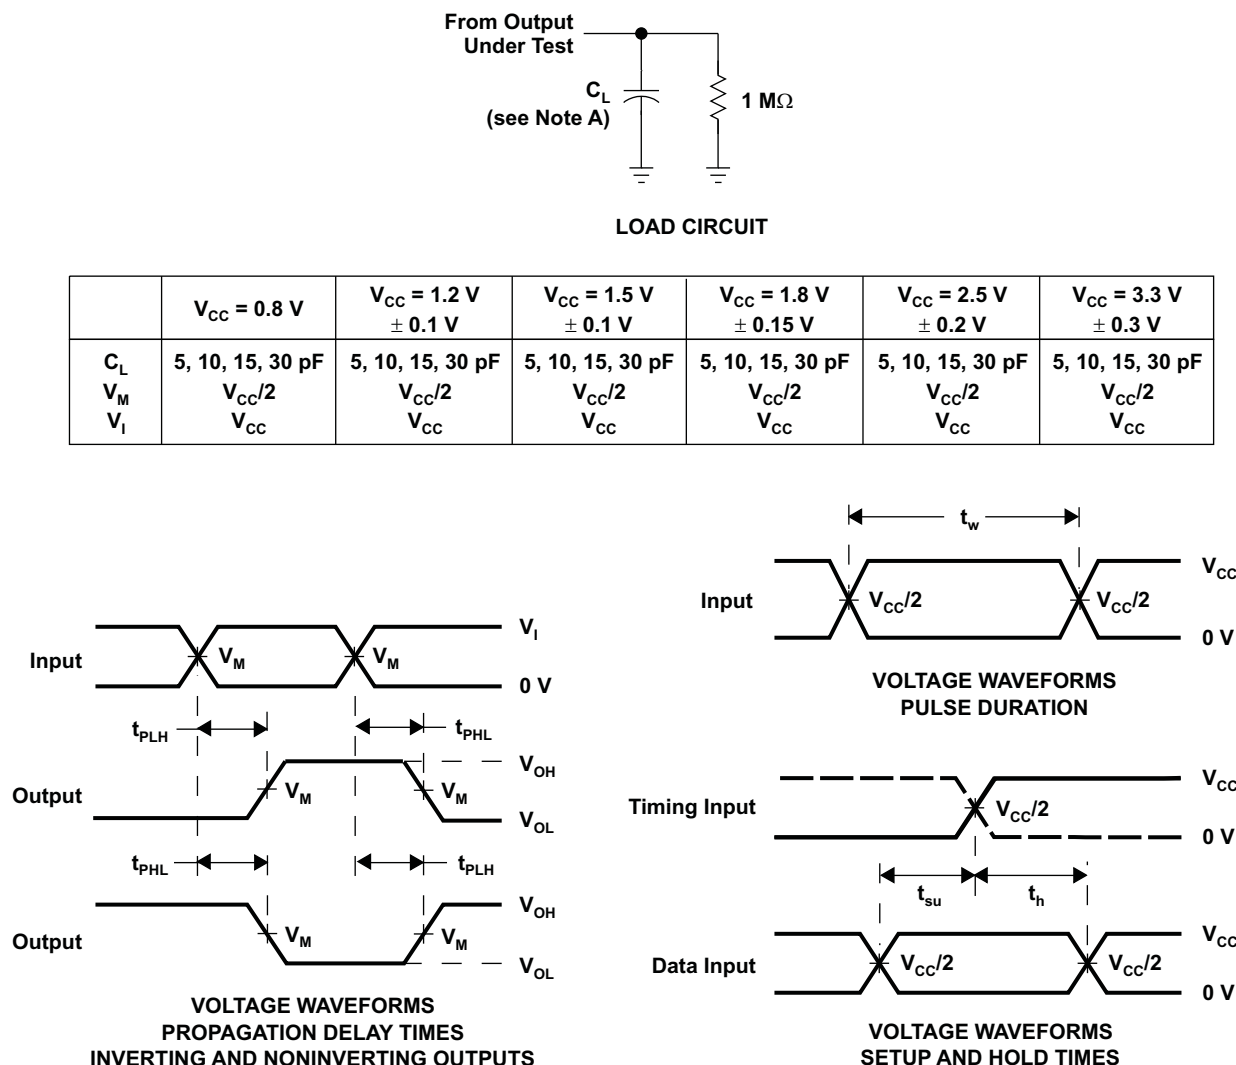 From Output
Under Test
C_L
(see Note A)
1 MΩ
LOAD CIRCUIT
V_CC = 0.8 V
V_CC = 1.2 V
± 0.1 V
V_CC = 1.5 V
± 0.1 V
V_CC = 1.8 V
± 0.15 V
V_CC = 2.5 V
± 0.2 V
V_CC = 3.3 V
± 0.3 V
C_L 5, 10, 15, 30 pF 5, 10, 15, 30 pF 5, 10, 15, 30 pF 5, 10, 15, 30 pF 5, 10, 15, 30 pF 5, 10, 15, 30 pF
V_M V_CC/2 V_CC/2 V_CC/2 V_CC/2 V_CC/2 V_CC/2
V_I V_CC V_CC V_CC V_CC V_CC V_CC
Input
V_M
V_M
V_I
0 V
t_PLH
t_PHL
Output
V_M
V_M
V_OH
V_OL
t_PHL
t_PLH
Output
V_M
V_M
V_OH
V_OL
VOLTAGE WAVEFORMS
PROPAGATION DELAY TIMES
INVERTING AND NONINVERTING OUTPUTS
t_w
Input
V_CC/2
V_CC/2
V_CC
0 V
VOLTAGE WAVEFORMS
PULSE DURATION
Timing Input
V_CC/2
V_CC
0 V
t_su
t_h
Data Input
V_CC/2
V_CC/2
V_CC
0 V
VOLTAGE WAVEFORMS
SETUP AND HOLD TIMES